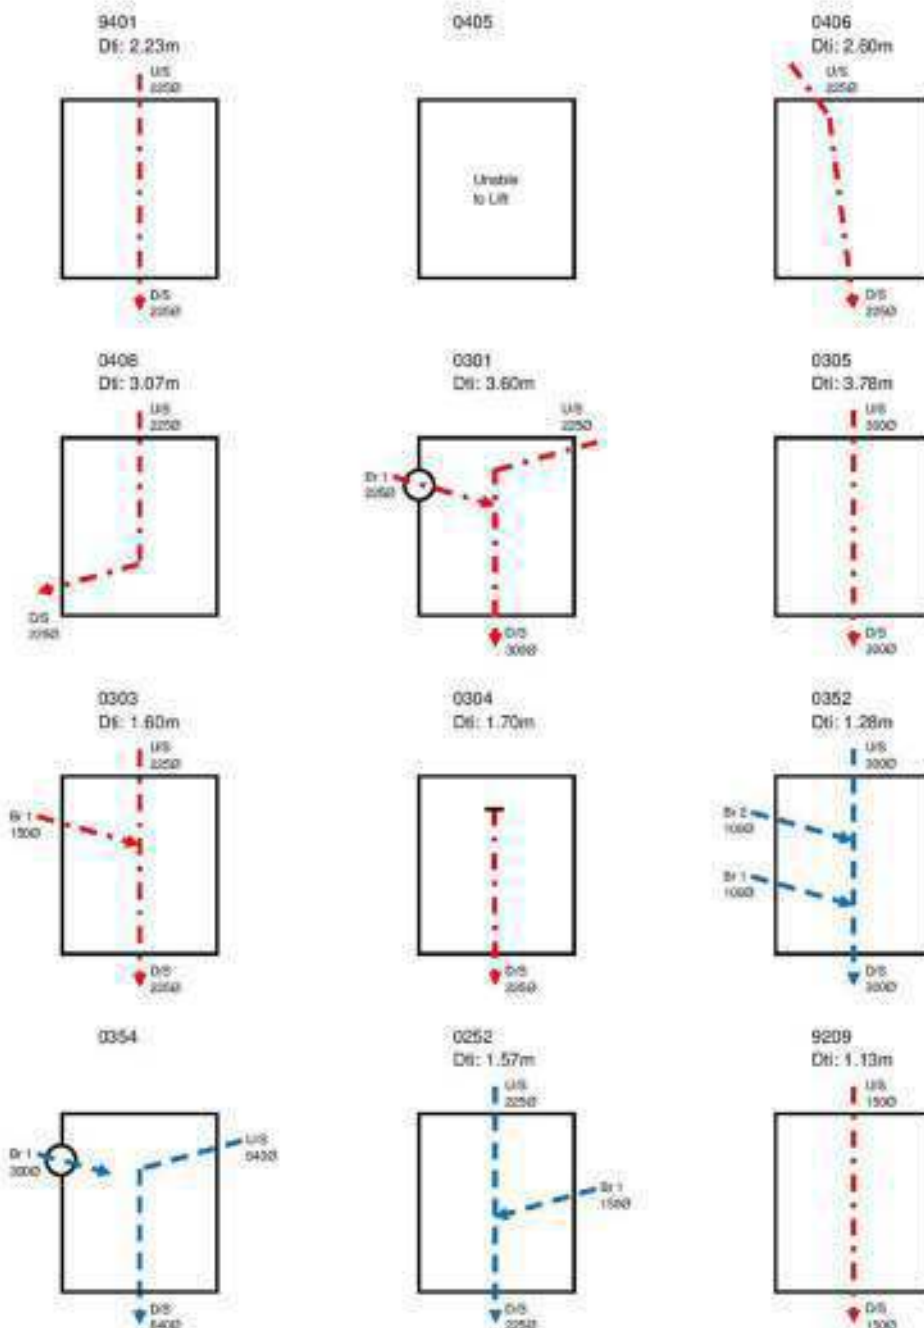 9401
Dti: 2.23m
U/S
225Ø
D/S
225Ø
0405
Unable
to Lift
0406
Dti: 2.60m
U/S
225Ø
D/S
225Ø
0408
Dti: 3.07m
U/S
225Ø
D/S
225Ø
0301
Dti: 3.60m
U/S
225Ø
Br 1
225Ø
D/S
300Ø
0305
Dti: 3.78m
U/S
300Ø
D/S
300Ø
0303
Dti: 1.60m
U/S
225Ø
Br 1
150Ø
D/S
225Ø
0304
Dti: 1.70m
D/S
225Ø
0352
Dti: 1.28m
U/S
300Ø
Br 2
100Ø
Br 1
100Ø
D/S
300Ø
0354
Br 1
300Ø
U/S
640Ø
D/S
640Ø
0252
Dti: 1.57m
U/S
225Ø
Br 1
150Ø
D/S
225Ø
9209
Dti: 1.13m
U/S
150Ø
D/S
150Ø